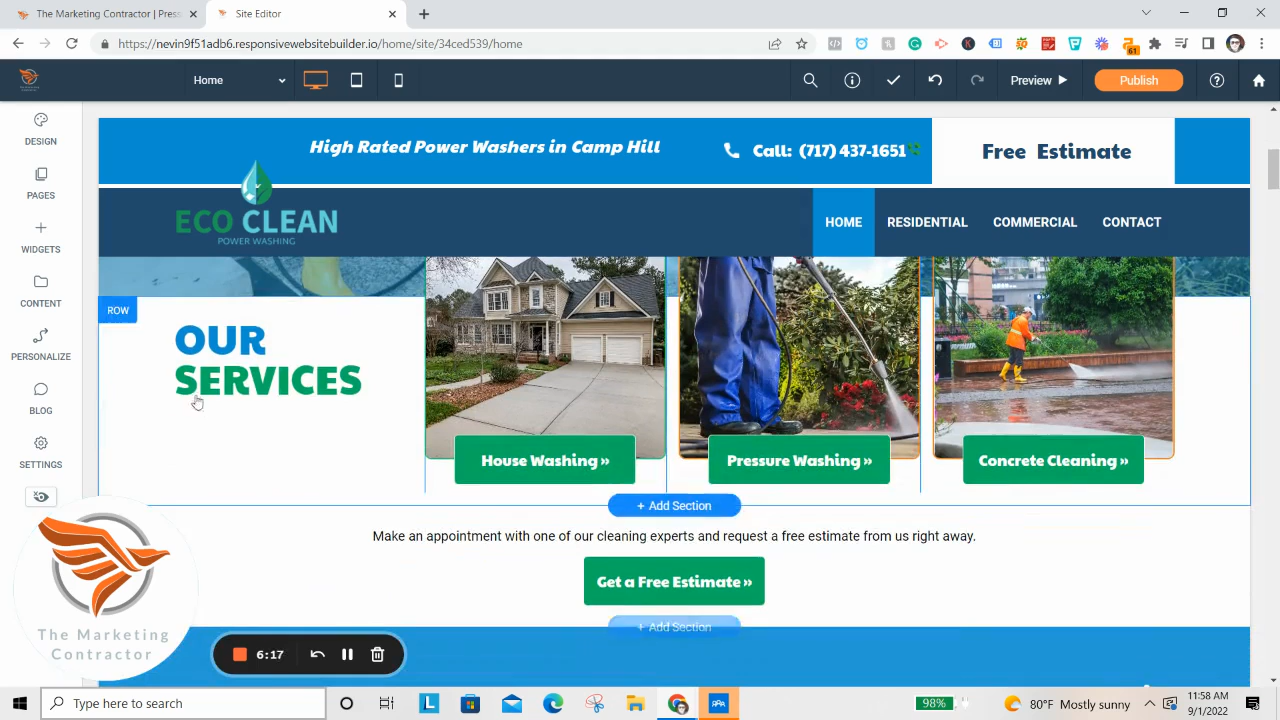 The Marketing Contractor | Press
Site Editor
https://nevin9f51adb6.responsivewebsitebuilder.io/home/site/34ced539/home
61
Home
Preview
Publish
DESIGN
PAGES
WIDGETS
CONTENT
PERSONALIZE
BLOG
SETTINGS
High Rated Power Washers in Camp Hill
Call: (717) 437-1651
Free Estimate
ECO CLEAN
POWER WASHING
HOME RESIDENTIAL COMMERCIAL CONTACT
ROW
OUR
SERVICES
House Washing »
Pressure Washing »
Concrete Cleaning »
+ Add Section
Make an appointment with one of our cleaning experts and request a free estimate from us right away.
Get a Free Estimate »
+ Add Section
The Marketing
Contractor
6:17
Type here to search
98%
80°F Mostly sunny
11:58 AM
9/1/2022